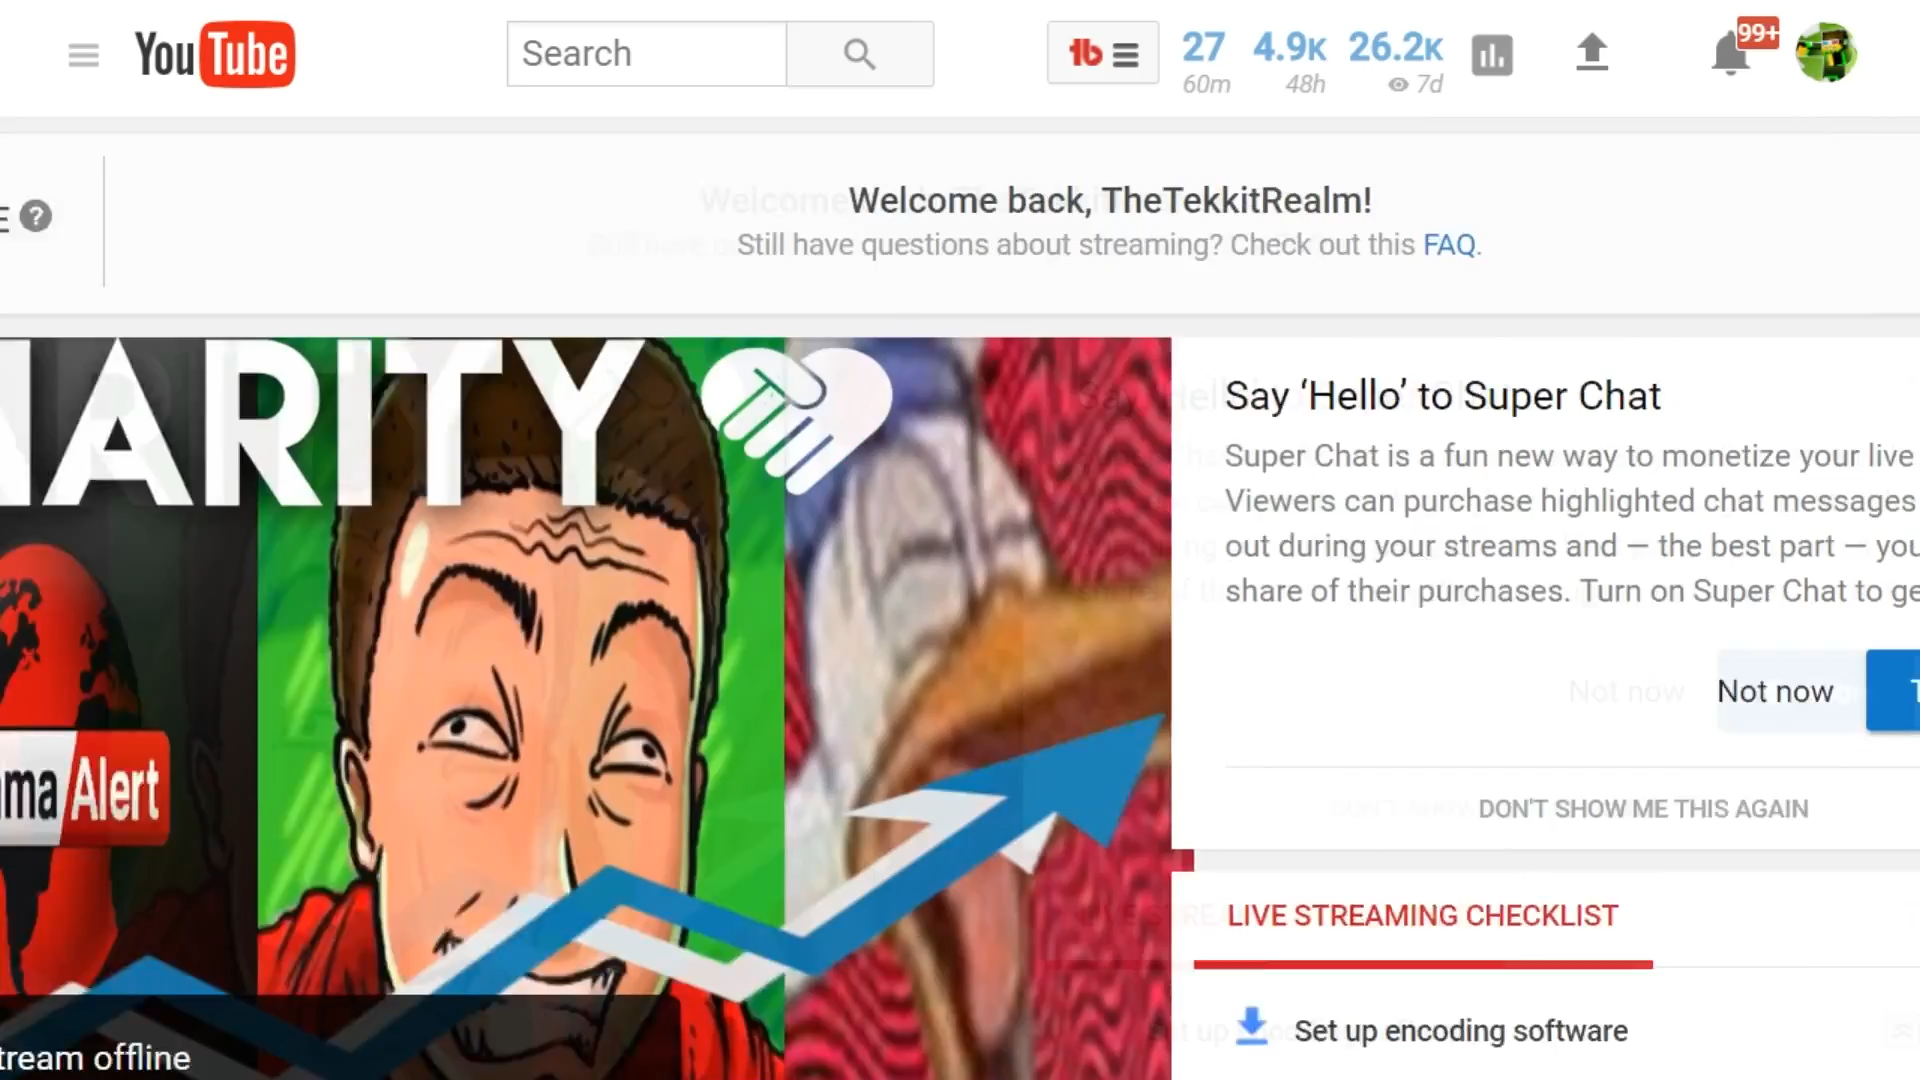 YouTube
Search
27 4.9K 26.2K
60m 48h 7d
99+
E
Welcome back, TheTekkitRealm!
Still have questions about streaming? Check out this FAQ.
ARITY
Say ‘Hello’ to Super Chat
Super Chat is a fun new way to monetize your live
Viewers can purchase highlighted chat messages
out during your streams and – the best part – you
share of their purchases. Turn on Super Chat to ge
Not now
ma Alert
DON'T SHOW ME THIS AGAIN
LIVE STREAMING CHECKLIST
Set up encoding software
tream offline